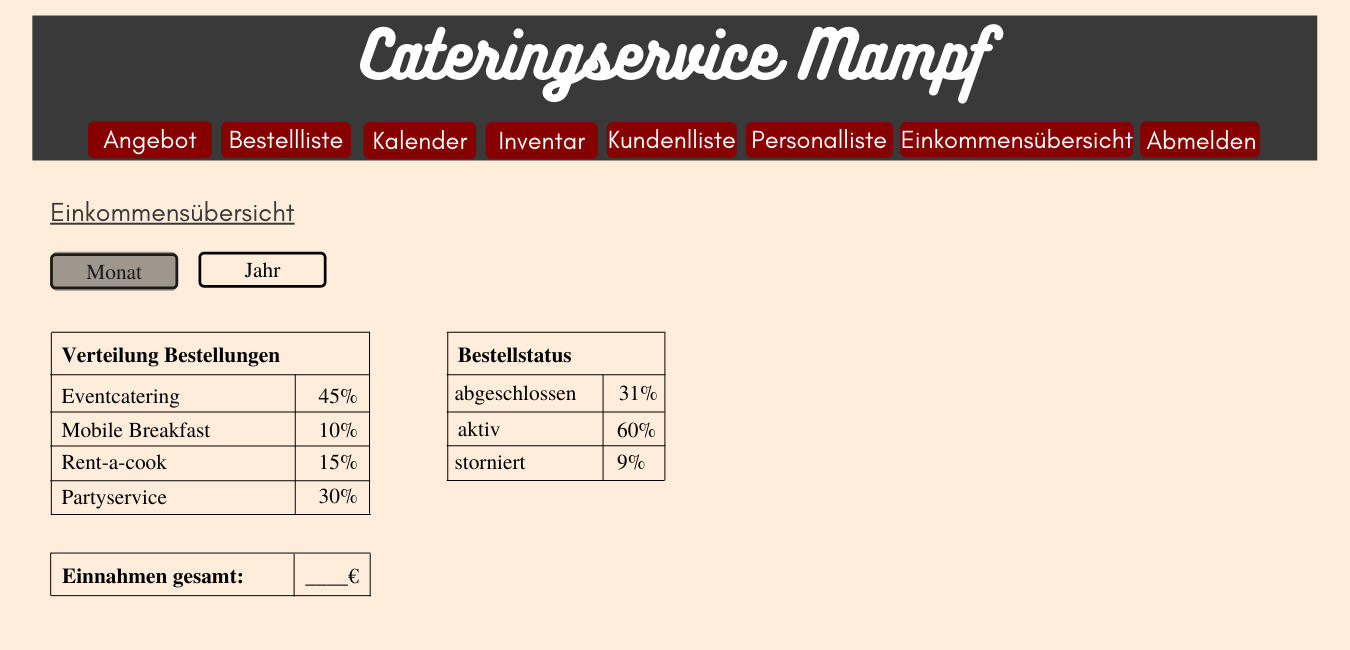 Cateringservice Mampf
Angebot Bestellliste Kalender Inventar Kundenlliste Personalliste Einkommensübersicht Abmelden
Einkommensübersicht
Monat Jahr
Verteilung Bestellungen
Eventcatering 45%
Mobile Breakfast 10%
Rent-a-cook 15%
Partyservice 30%
Bestellstatus
abgeschlossen 31%
aktiv 60%
storniert 9%
Einnahmen gesamt: ____€